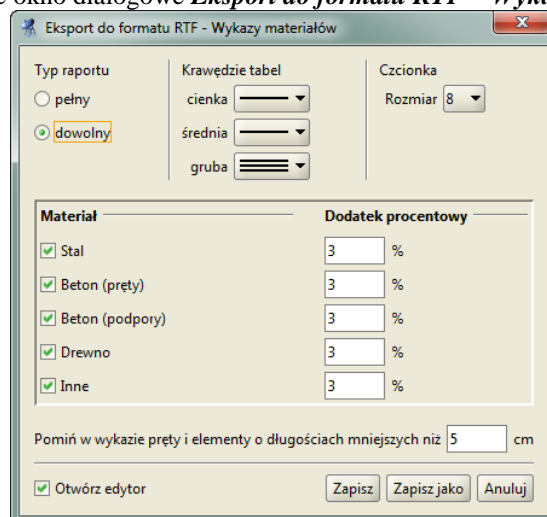 okno dialogowe Eksport do formatu RTF – Wyka
Eksport do formatu RTF - Wykazy materiałów
Typ raportu Krawędzie tabel Czcionka
pełny cienka Rozmiar 8
dowolny średnia
gruba
Materiał Dodatek procentowy
Stal 3 %
Beton (pręty) 3 %
Beton (podpory) 3 %
Drewno 3 %
Inne 3 %
Pomiń w wykazie pręty i elementy o długościach mniejszych niż 5 cm
Otwórz edytor Zapisz Zapisz jako Anuluj